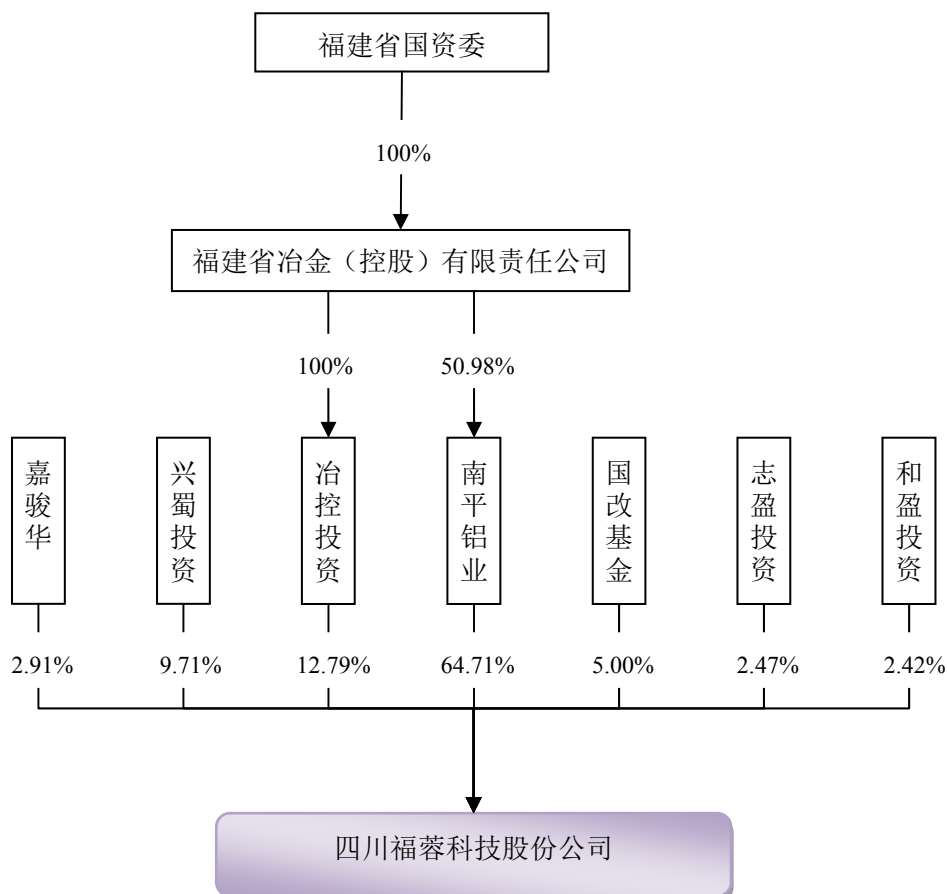 福建省国资委
100%
福建省冶金（控股）有限责任公司
100%
50.98%
嘉骏华
兴蜀投资
冶控投资
南平铝业
国改基金
志盈投资
和盈投资
2.91%
9.71%
12.79%
64.71%
5.00%
2.47%
2.42%
四川福蓉科技股份公司